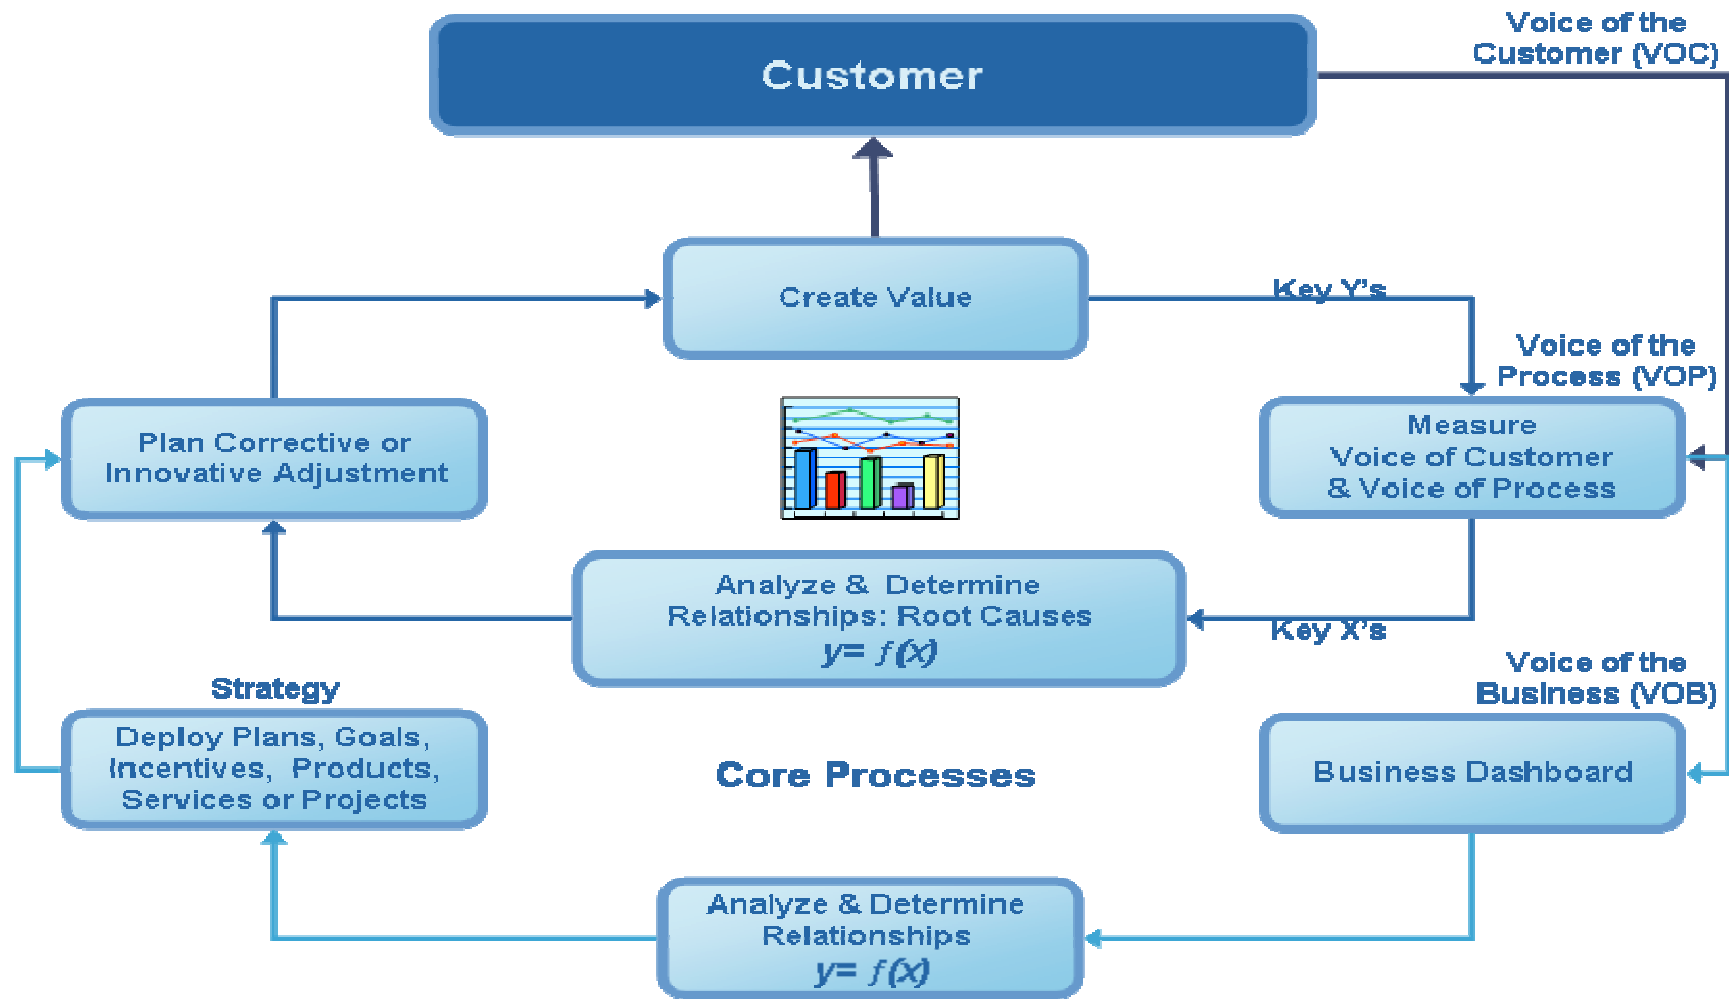 Voice of the
Customer (VOC)
Customer
Create Value
Key Y's
Voice of the
Process (VOP)
Plan Corrective or
Innovative Adjustment
Measure
Voice of Customer
& Voice of Process
Analyze & Determine
Relationships: Root Causes
y= f(x)
Key X's
Voice of the
Business (VOB)
Strategy
Deploy Plans, Goals,
Incentives, Products,
Services or Projects
Core Processes
Business Dashboard
Analyze & Determine
Relationships
y= f(x)